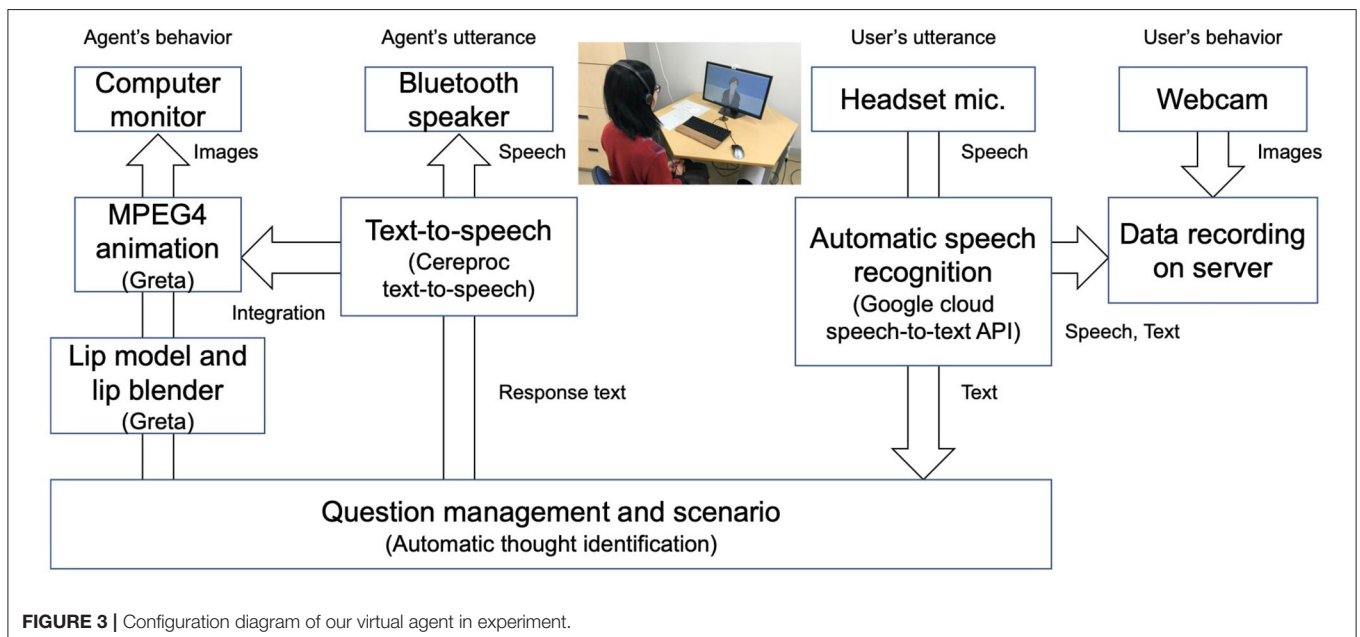 Agent's behavior
Agent's utterance
User's utterance
User's behavior
Computer
monitor
Bluetooth
speaker
Headset mic.
Webcam
Images
Speech
Speech
Images
MPEG4
animation
(Greta)
Text-to-speech
(Cereproc
text-to-speech)
Automatic speech
recognition
(Google cloud
speech-to-text API)
Data recording
on server
Integration
Speech, Text
Lip model and
lip blender
(Greta)
Response text
Text
Question management and scenario
(Automatic thought identification)
FIGURE 3 | Configuration diagram of our virtual agent in experiment.